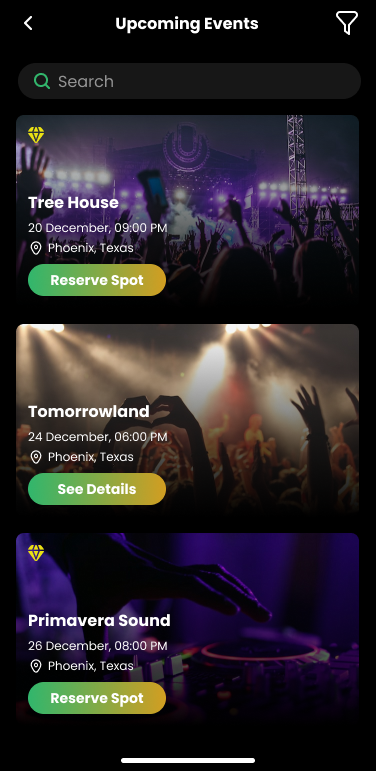 Upcoming Events
Search
Tree House
20 December, 09:00 PM
Phoenix, Texas
Reserve Spot
Tomorrowland
24 December, 06:00 PM
Phoenix, Texas
See Details
Primavera Sound
26 December, 08:00 PM
Phoenix, Texas
Reserve Spot